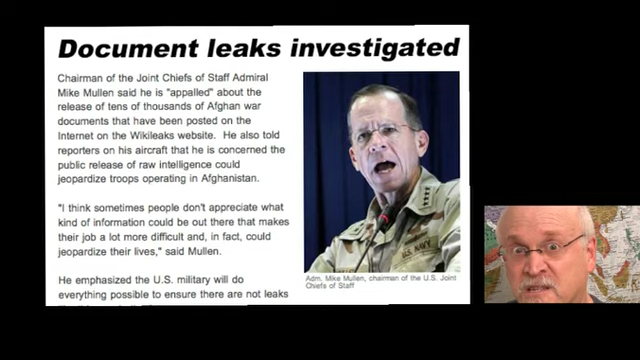 Document leaks investigated
Chairman of the Joint Chiefs of Staff Admiral
Mike Mullen said he is "appalled" about the
release of tens of thousands of Afghan war
documents that have been posted on the
Internet on the Wikileaks website. He also told
reporters on his aircraft that he is concerned the
public release of raw intelligence could
jeopardize troops operating in Afghanistan.
"I think sometimes people don't appreciate what
kind of information could be out there that makes
their job a lot more difficult and, in fact, could
jeopardize their lives," said Mullen.
He emphasized the U.S. military will do
everything possible to ensure there are not leaks
U.S. NAVY
Adm. Mike Mullen, chairman of the U.S. Joint
Chiefs of Staff